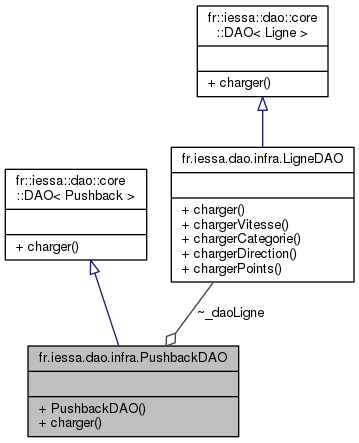 fr::iessa::dao::core
::DAO< Ligne >
+ charger()
fr.iessa.dao.infra.LigneDAO
+ charger()
+ chargerVitesse()
+ chargerCategorie()
+ chargerDirection()
+ chargerPoints()
fr::iessa::dao::core
::DAO< Pushback >
+ charger()
~_daoLigne
fr.iessa.dao.infra.PushbackDAO
+ PushbackDAO()
+ charger()